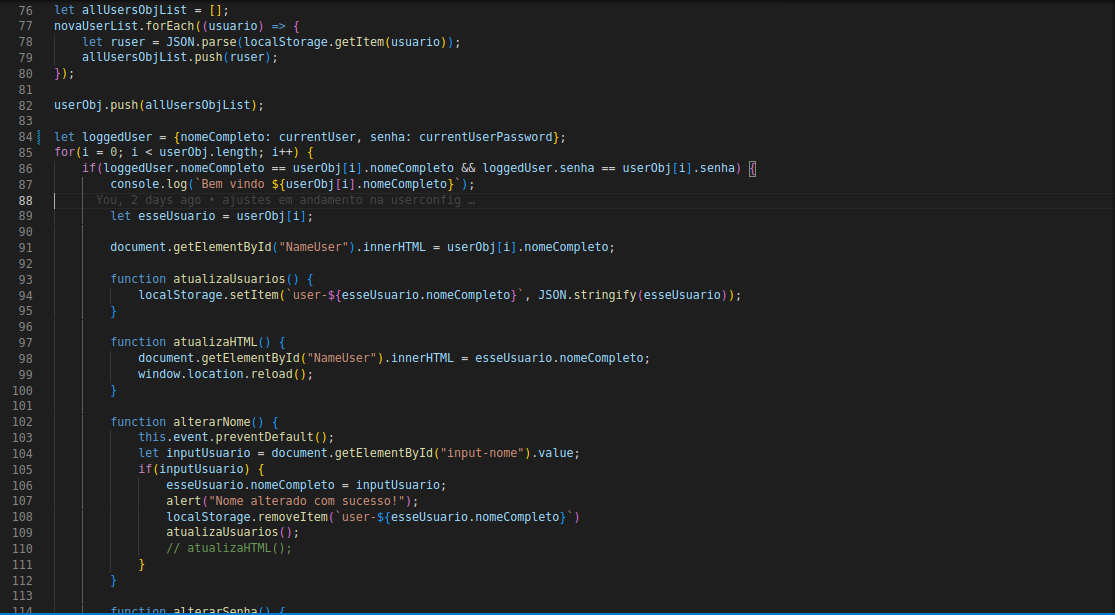 76 let allUsersObjList = [];
77 novaUserList.forEach((usuario) => {
78     let ruser = JSON.parse(localStorage.getItem(usuario));
79     allUsersObjList.push(ruser);
80 });
81
82 userObj.push(allUsersObjList);
83
84 let loggedUser = {nomeCompleto: currentUser, senha: currentUserPassword};
85 for(i = 0; i < userObj.length; i++) {
86     if(loggedUser.nomeCompleto == userObj[i].nomeCompleto && loggedUser.senha == userObj[i].senha) {
87         console.log(`Bem vindo ${userObj[i].nomeCompleto}`);
88       You, 2 days ago • ajustes em andamento na userconfig …
89         let esseUsuario = userObj[i];
90
91         document.getElementById("NameUser").innerHTML = userObj[i].nomeCompleto;
92
93         function atualizaUsuarios() {
94             localStorage.setItem(`user-${esseUsuario.nomeCompleto}`, JSON.stringify(esseUsuario));
95         }
96
97         function atualizaHTML() {
98             document.getElementById("NameUser").innerHTML = esseUsuario.nomeCompleto;
99             window.location.reload();
100         }
101
102         function alterarNome() {
103             this.event.preventDefault();
104             let inputUsuario = document.getElementById("input-nome").value;
105             if(inputUsuario) {
106                 esseUsuario.nomeCompleto = inputUsuario;
107                 alert("Nome alterado com sucesso!");
108                 localStorage.removeItem(`user-${esseUsuario.nomeCompleto}`)
109                 atualizaUsuarios();
110                 // atualizaHTML();
111             }
112         }
113
114         function alterarSenha() {